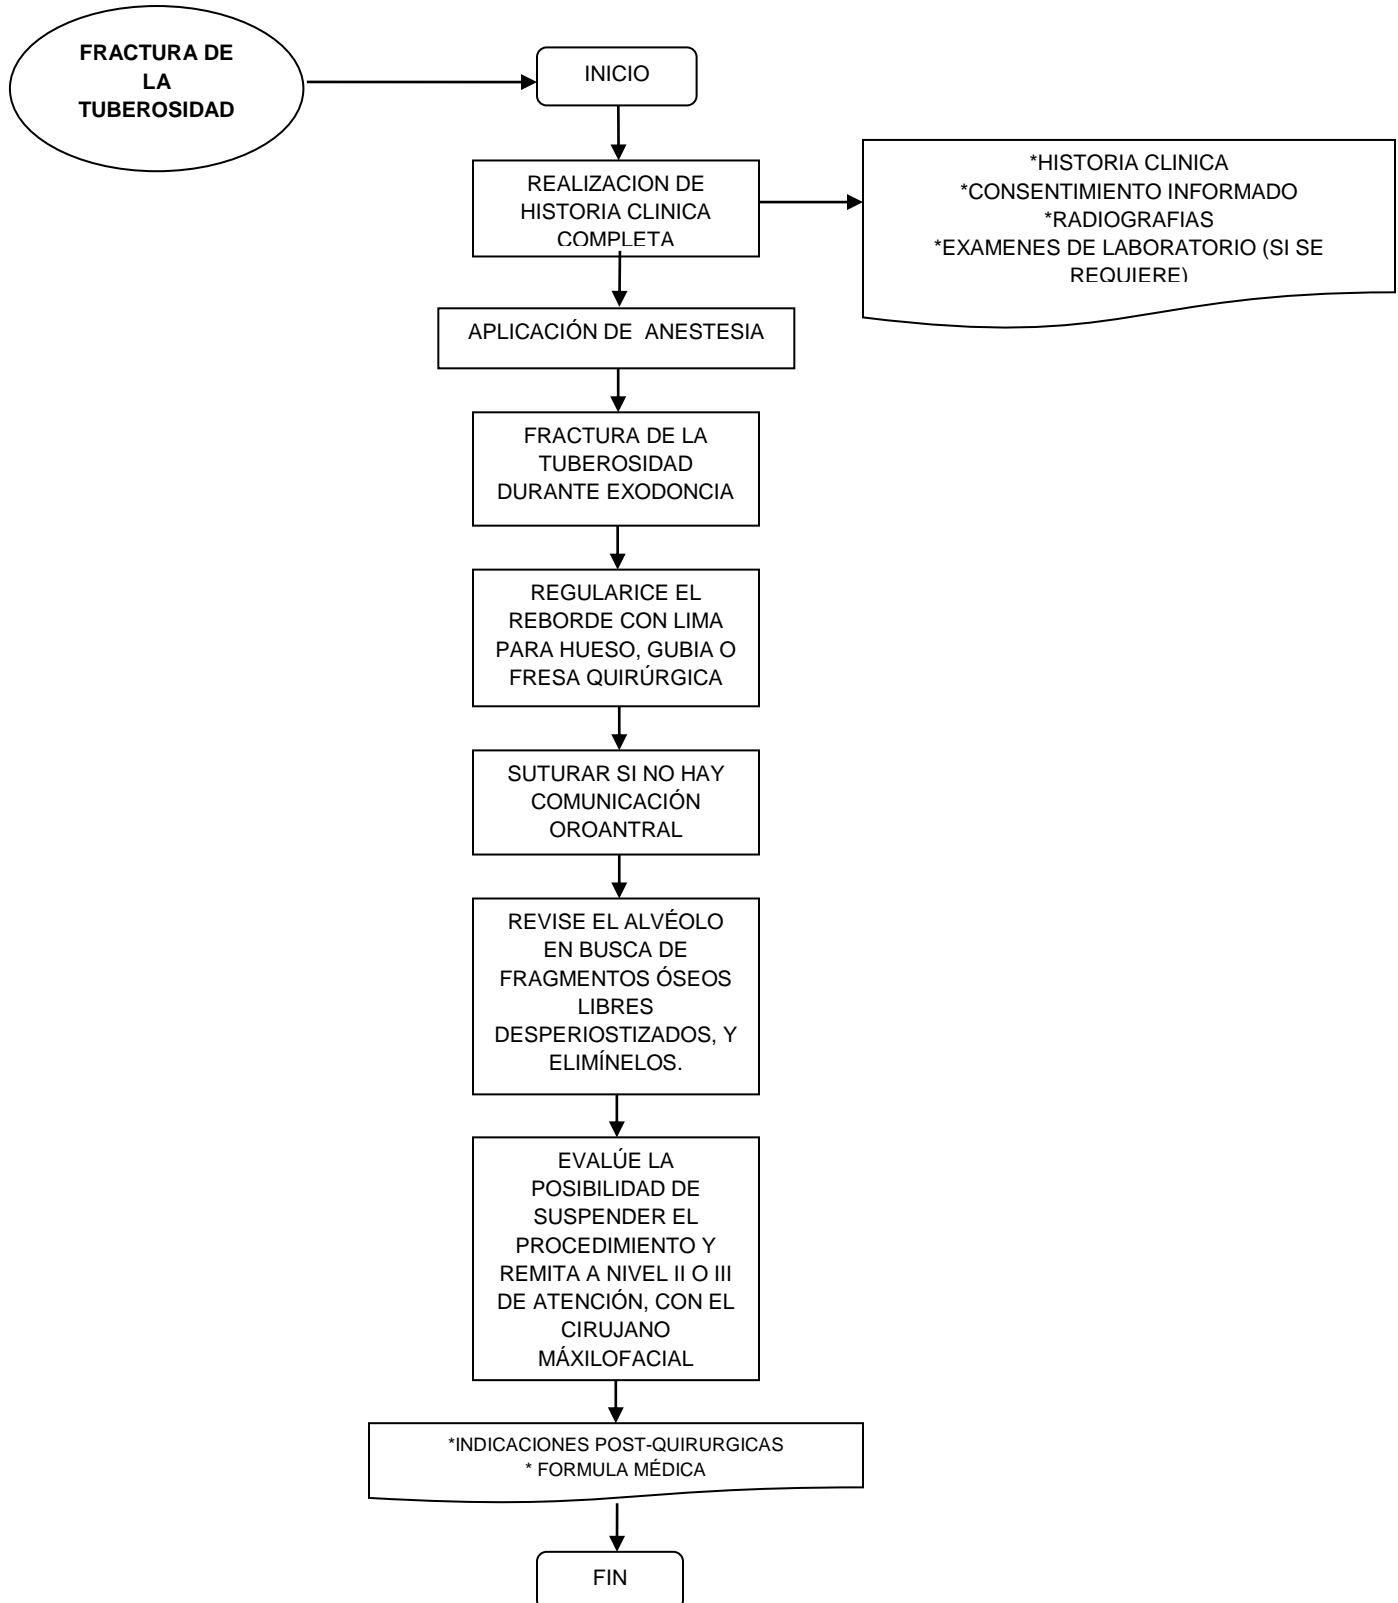 FRACTURA DE
LA
TUBEROSIDAD
INICIO
REALIZACION DE
HISTORIA CLINICA
COMPLETA
*HISTORIA CLINICA
*CONSENTIMIENTO INFORMADO
*RADIOGRAFIAS
*EXAMENES DE LABORATORIO (SI SE
REQUIERE)
APLICACIÓN DE  ANESTESIA
FRACTURA DE LA
TUBEROSIDAD
DURANTE EXODONCIA
REGULARICE EL
REBORDE CON LIMA
PARA HUESO, GUBIA O
FRESA QUIRÚRGICA
SUTURAR SI NO HAY
COMUNICACIÓN
OROANTRAL
REVISE EL ALVÉOLO
EN BUSCA DE
FRAGMENTOS ÓSEOS
LIBRES
DESPERIOSTIZADOS, Y
ELIMÍNELOS.
EVALÚE LA
POSIBILIDAD DE
SUSPENDER EL
PROCEDIMIENTO Y
REMITA A NIVEL II O III
DE ATENCIÓN, CON EL
CIRUJANO
MÁXILOFACIAL
*INDICACIONES POST-QUIRURGICAS
* FORMULA MÉDICA
FIN